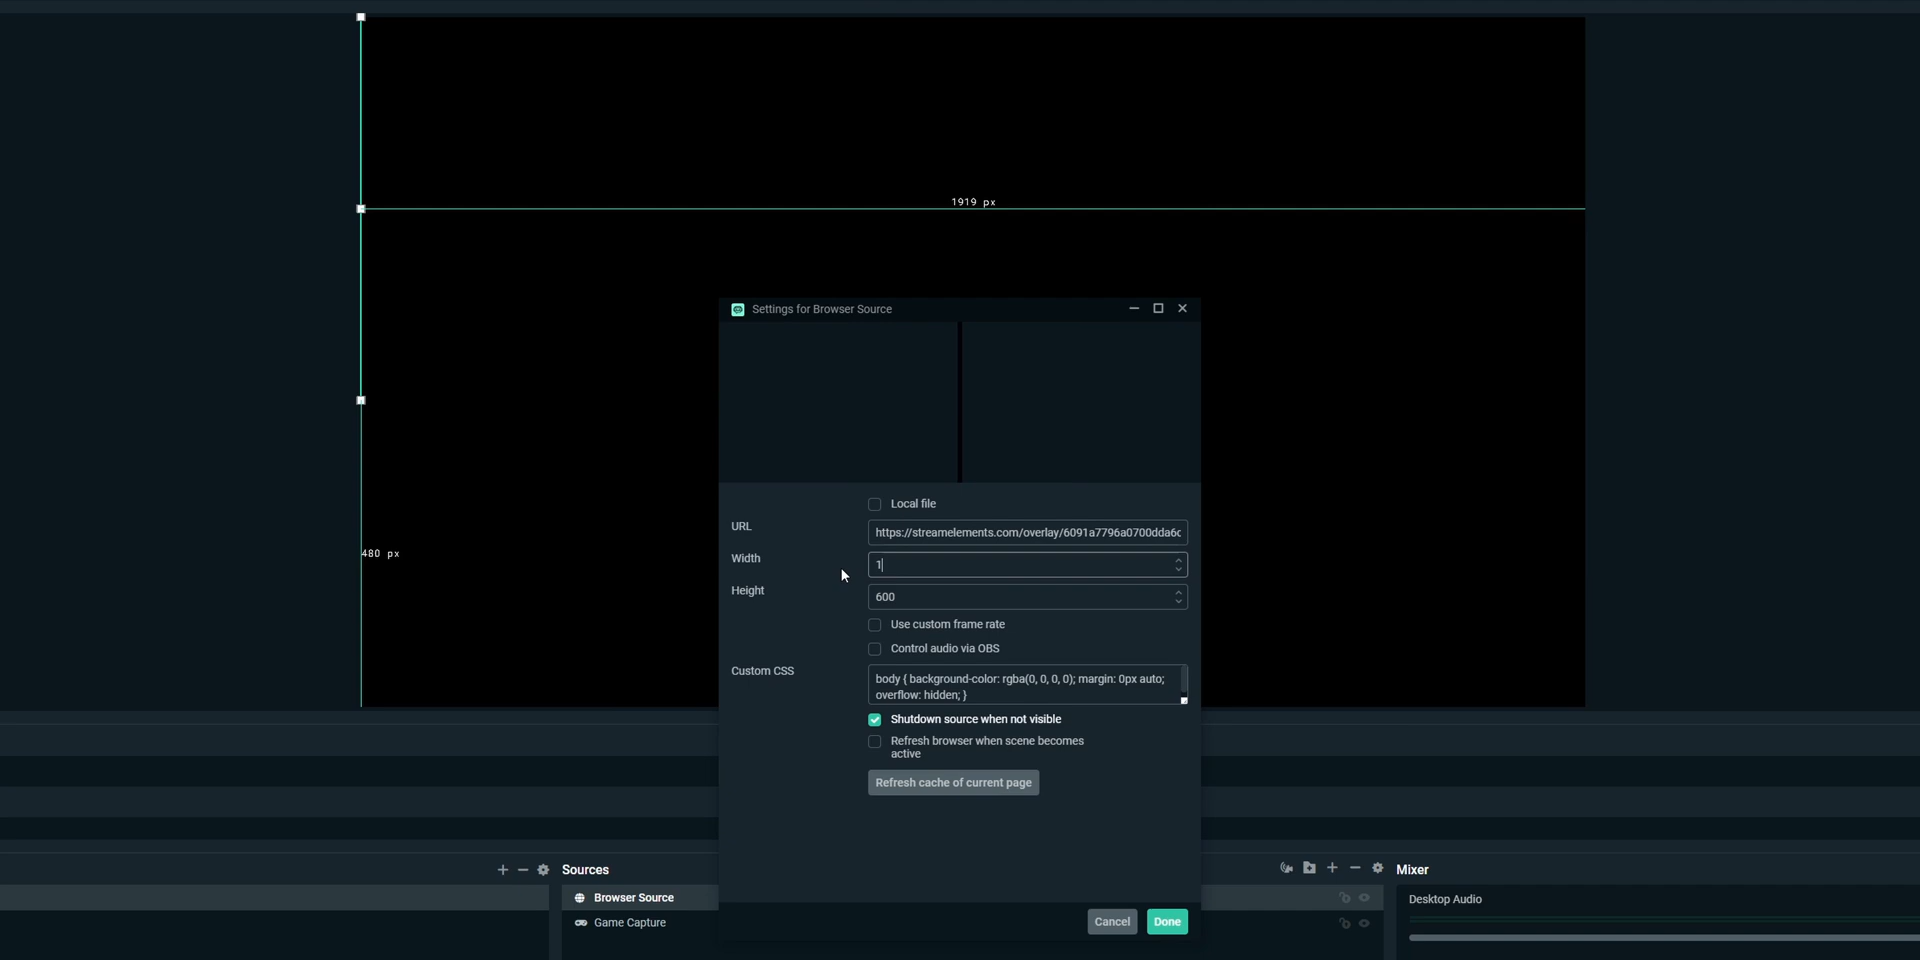 1919 px
Settings for Browser Source
Local file
URL
https://streamelements.com/overlay/6091a7796a0700dda6c
Width
1
480 px
Height
600
Use custom frame rate
Control audio via OBS
Custom CSS
body { background-color: rgba(0, 0, 0, 0); margin: 0px auto;
overflow: hidden; }
Shutdown source when not visible
Refresh browser when scene becomes
active
Refresh cache of current page
Sources
Mixer
Browser Source
Desktop Audio
Game Capture
Cancel
Done